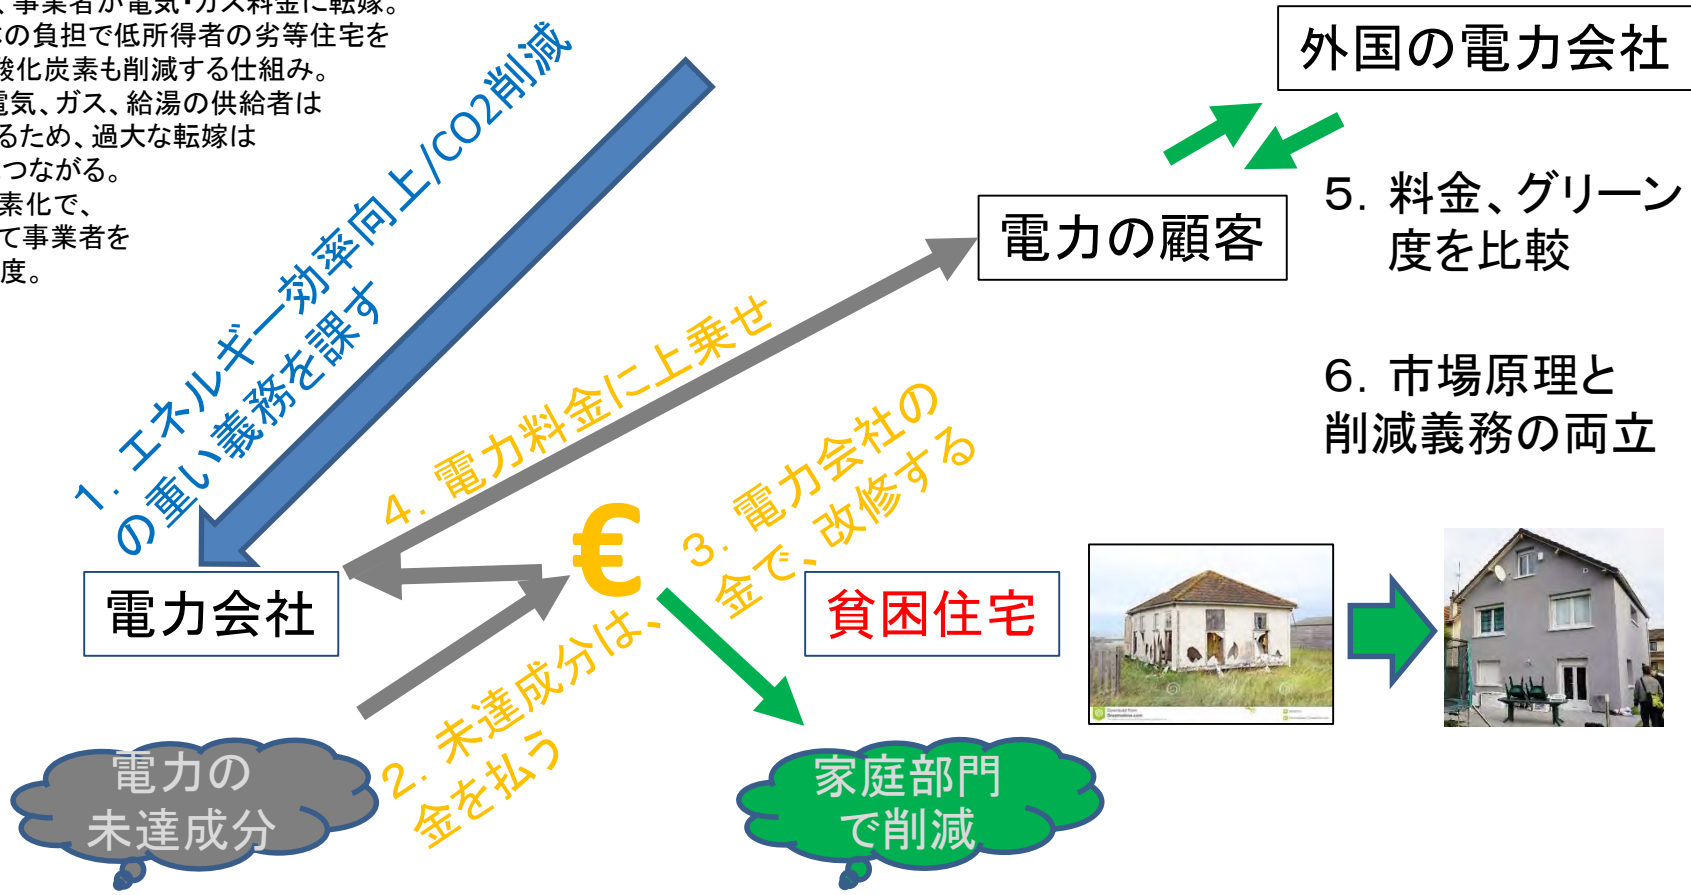 、事業者が電気・ガス料金に転嫁。
の負担で低所得者の劣等住宅を
酸化炭素も削減する仕組み。
電気、ガス、給湯の供給者は
るため、過大な転嫁は
つながる。
素化で、
て事業者を
度。
1. エネルギー効率向上/CO2削減
の重い義務を課す
外国の電力会社
電力の顧客
5. 料金、グリーン
度を比較
6. 市場原理と
削減義務の両立
4. 電力料金に上乗せ
€
3. 電力会社の
金で、改修する
電力会社
貧困住宅
2. 未達成分は、
金を払う
電力の
未達成分
家庭部門
で削減